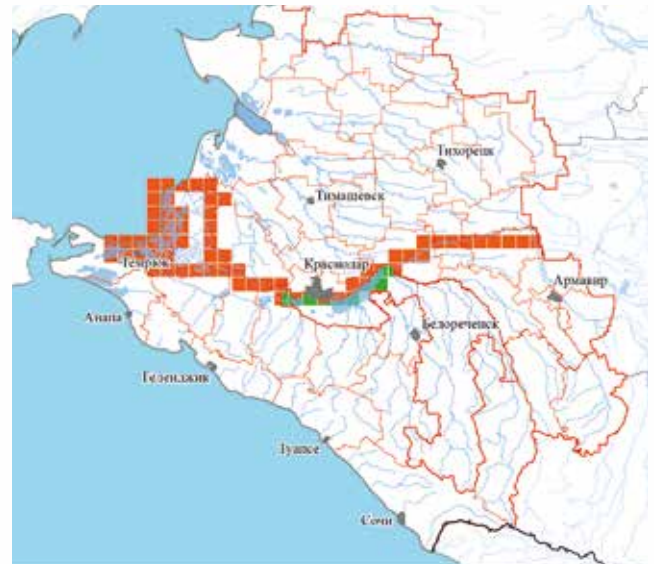 Тихорецк
Тимашевск
Темрюк
Краснодар
Армавир
Анапа
Белореченск
Геленджик
Туапсе
Сочи